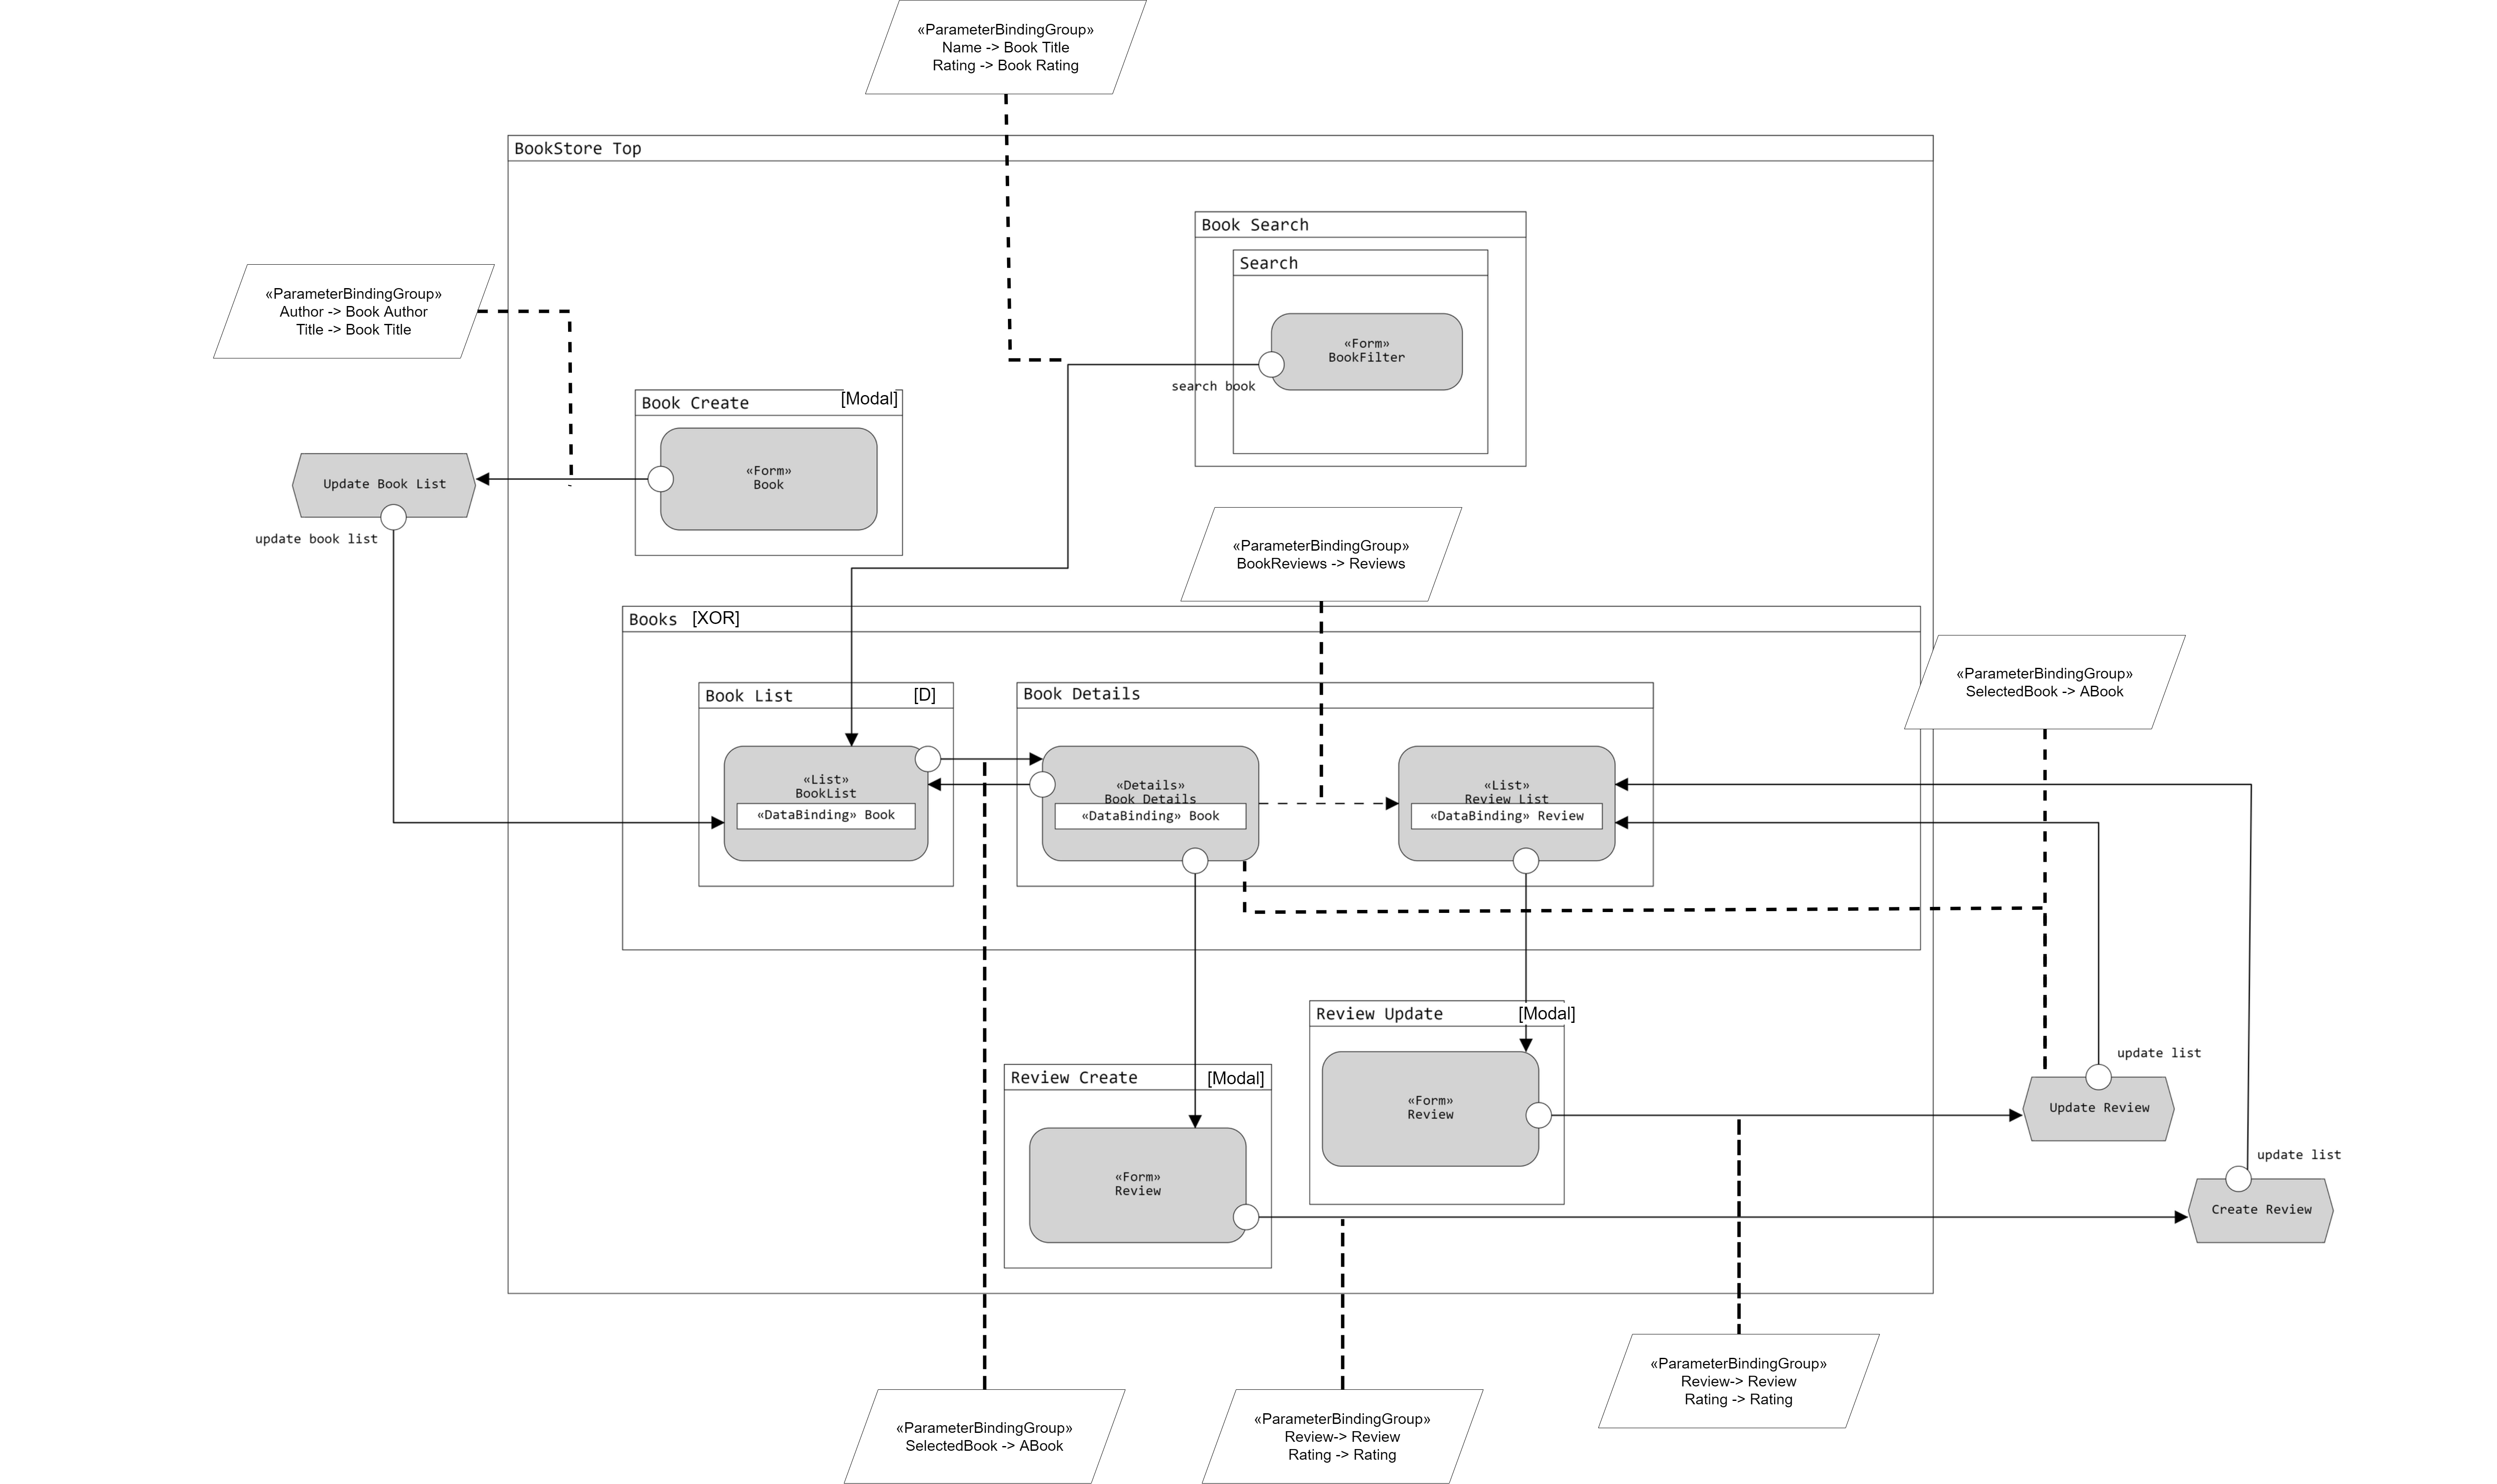 «ParameterBindingGroup»
Name -> Book Title
Rating -> Book Rating
BookStore Top
Book Search
Search
«Form»
BookFilter
search book
«ParameterBindingGroup»
Author -> Book Author
Title -> Book Title
Book Create
[Modal]
«Form»
Book
Update Book List
update book list
«ParameterBindingGroup»
BookReviews -> Reviews
Books
[XOR]
«ParameterBindingGroup»
SelectedBook -> ABook
Book List
[D]
Book Details
«List»
BookList
«DataBinding» Book
«Details»
Book Details
«DataBinding» Book
«List»
Review List
«DataBinding» Review
Review Update
[Modal]
«Form»
Review
Review Create
[Modal]
«Form»
Review
update list
Update Review
update list
Create Review
«ParameterBindingGroup»
Review-> Review
Rating -> Rating
«ParameterBindingGroup»
SelectedBook -> ABook
«ParameterBindingGroup»
Review-> Review
Rating -> Rating